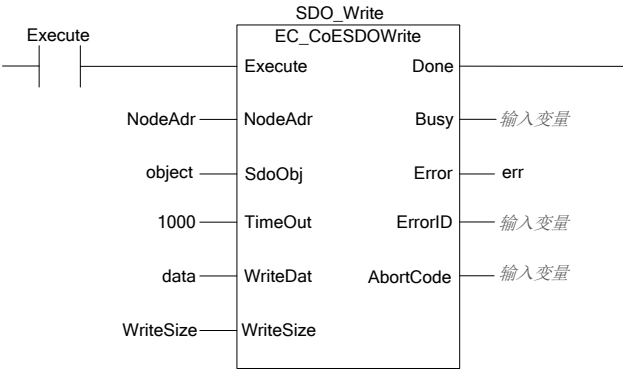 SDO_Write
Execute
EC_CoESDOWrite
Execute Done
NodeAdr NodeAdr Busy 输入变量
object SdoObj Error err
1000 TimeOut ErrorID 输入变量
data WriteDat AbortCode 输入变量
WriteSize WriteSize